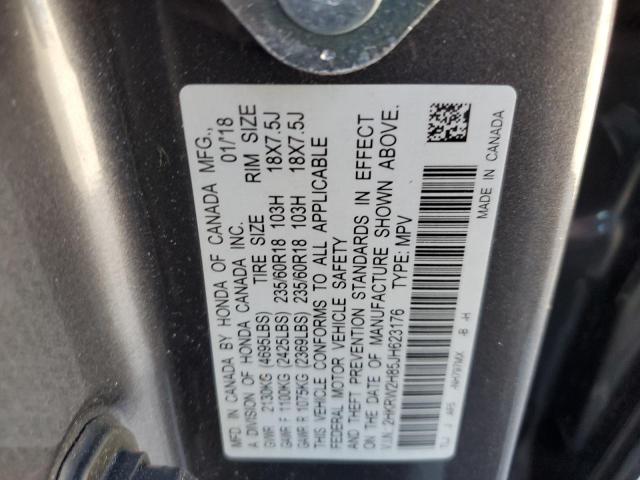 MFD. IN CANADA BY HONDA OF CANADA MFG.,
A DIVISION OF HONDA CANADA INC. 01/18
TIRE SIZE RIM SIZE
GVWR 2130KG (4695LBS)
GAWR F 1100KG (2425LBS) 235/60R18 103H 18X7.5J
GAWR R 1075KG (2369LBS) 235/60R18 103H 18X7.5J
THIS VEHICLE CONFORMS TO ALL APPLICABLE
FEDERAL MOTOR VEHICLE SAFETY
AND THEFT PREVENTION STANDARDS IN EFFECT
ON THE DATE OF MANUFACTURE SHOWN ABOVE.
V.I.N: 2HKRW2H85JH623176 TYPE: MPV
TLJ J AR5 -NH797MX -B -H
MADE IN CANADA